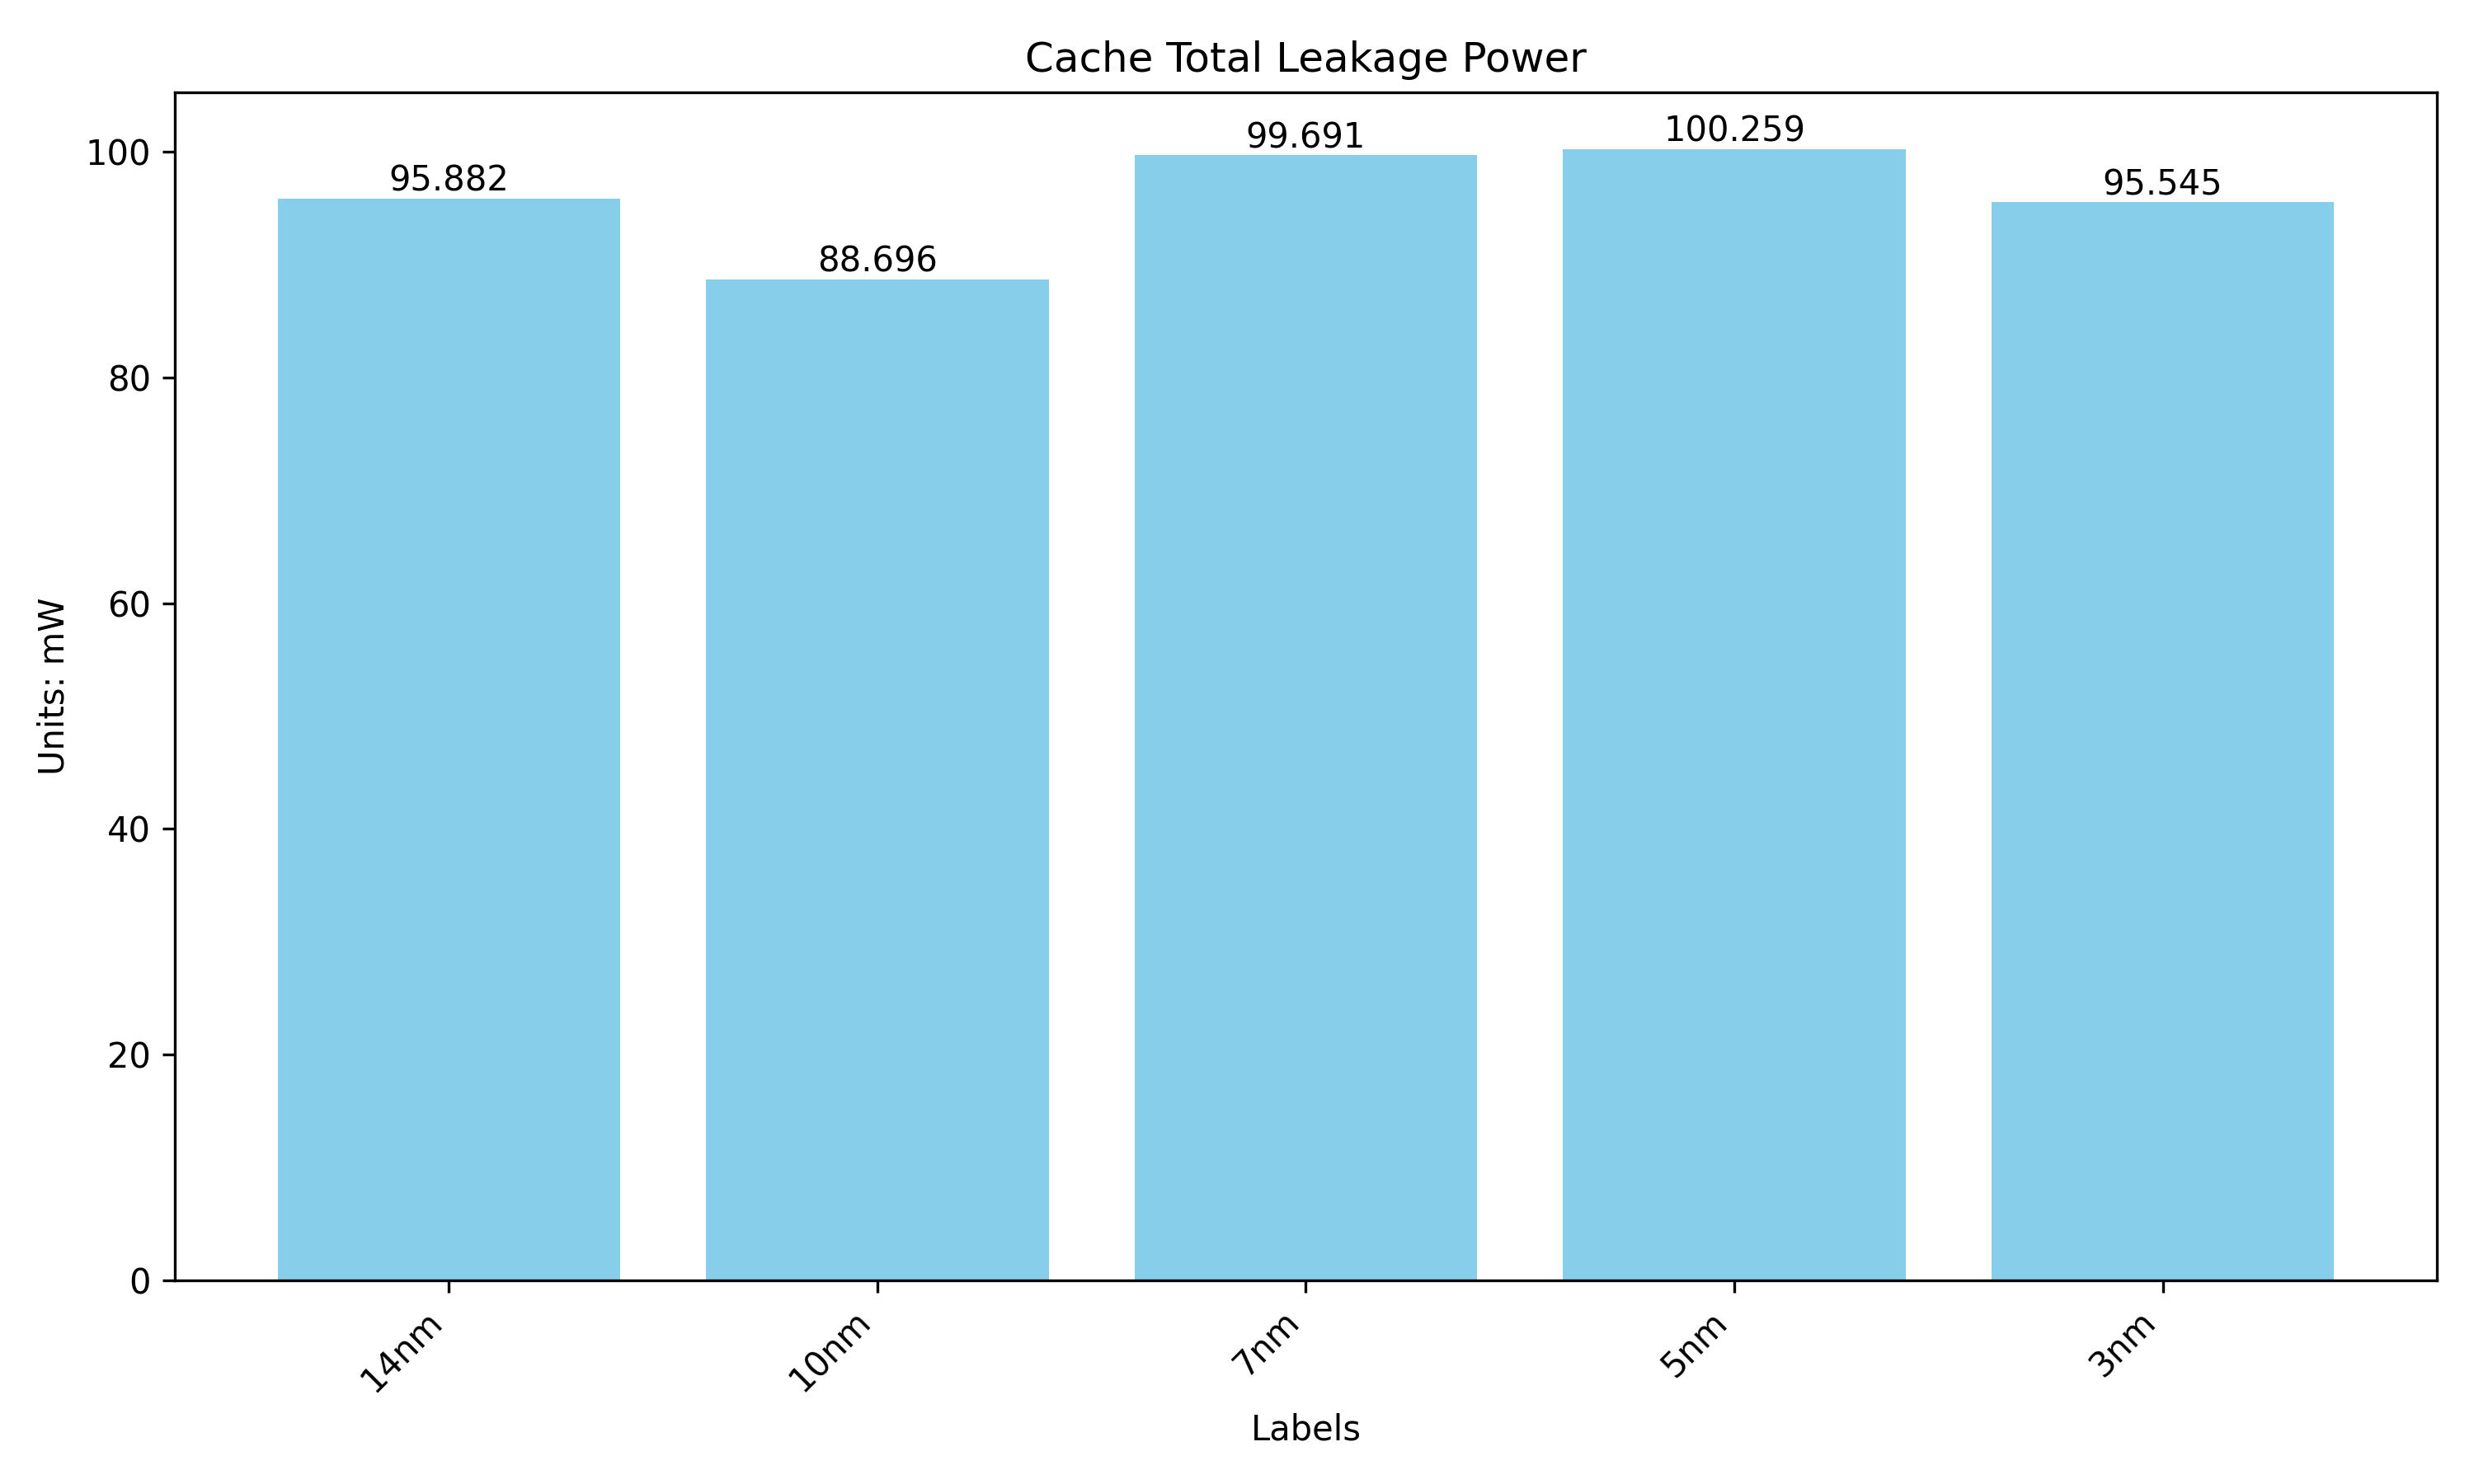 Cache Total Leakage Power
Units: mW
100
80
60
40
20
0
95.882
88.696
99.691
100.259
95.545
14nm
10nm
7nm
5nm
3nm
Labels